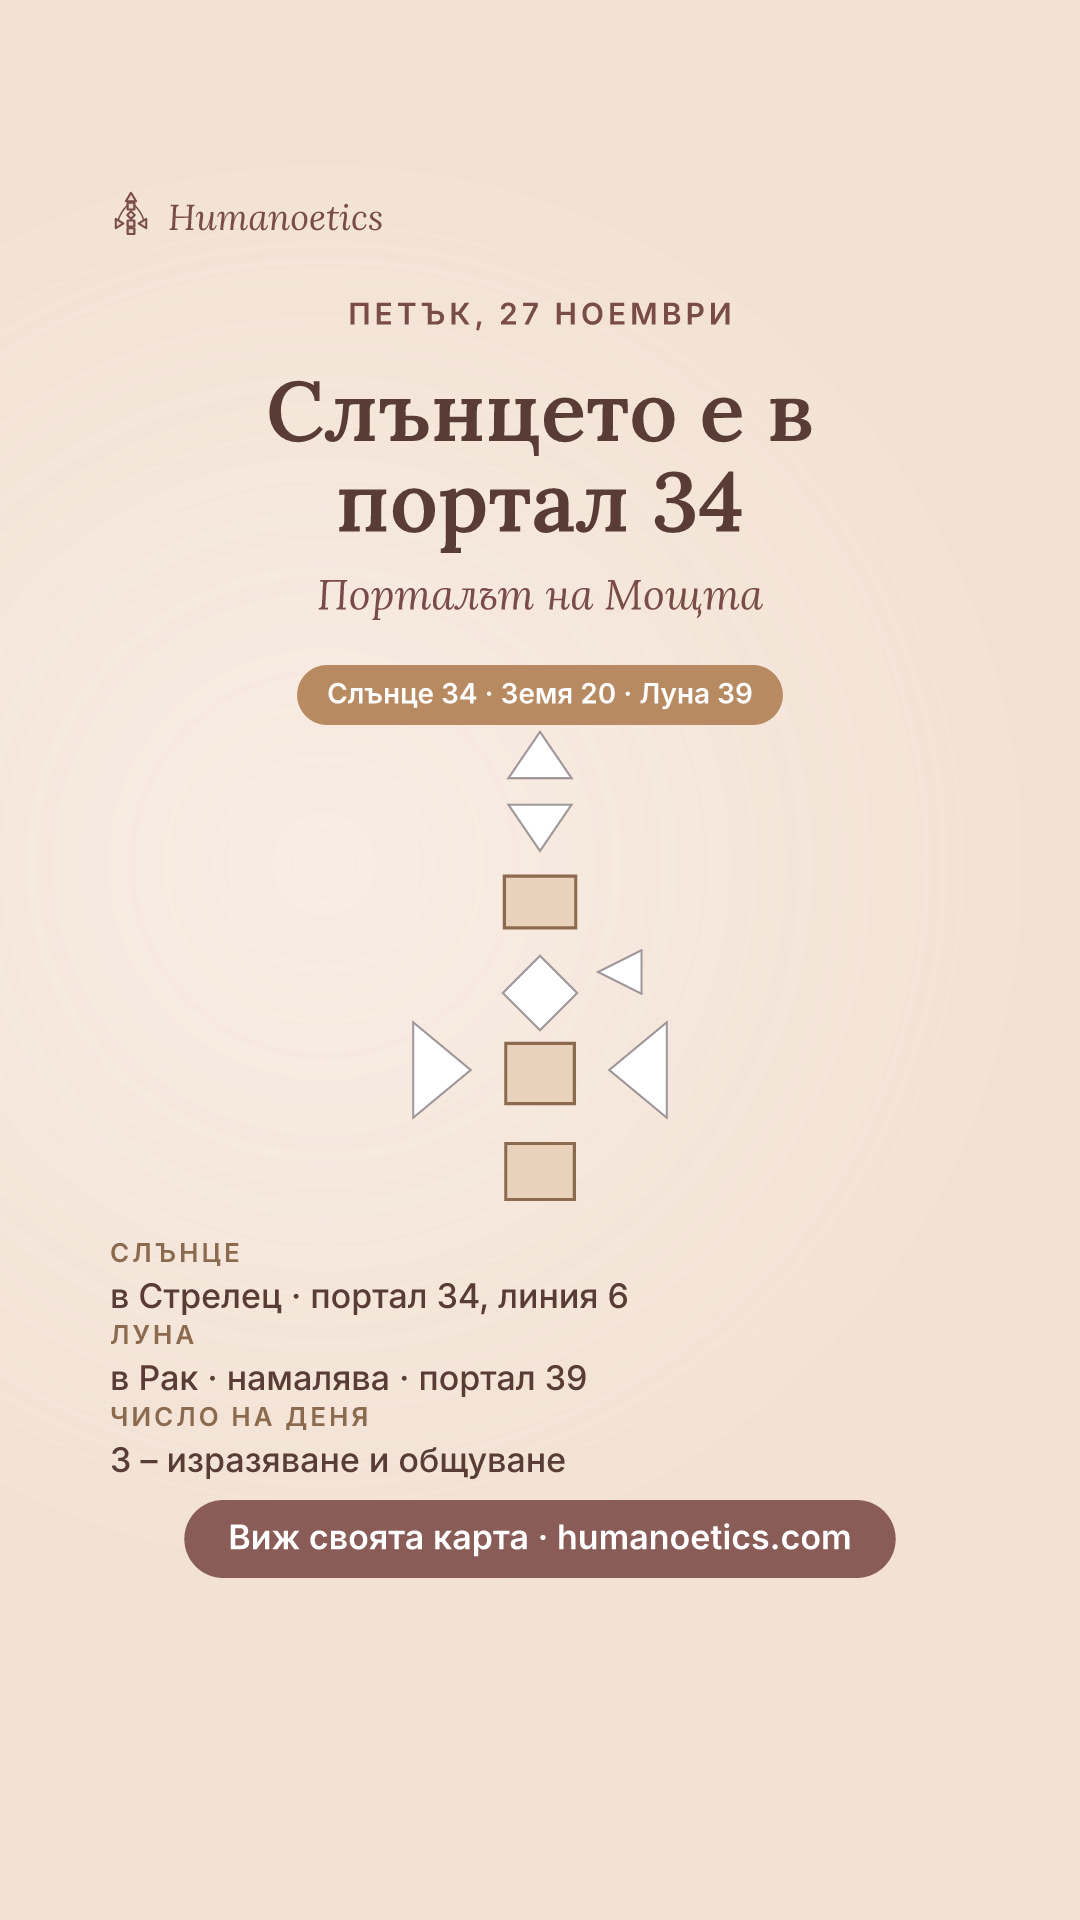 Humanoetics
ПЕТЪК, 27 НОЕМВРИ
Слънцето е в
портал 34
Порталът на Мощта
Слънце 34 · Земя 20 · Луна 39
СЛЪНЦЕ
в Стрелец · портал 34, линия 6
ЛУНА
в Рак · намалява · портал 39
ЧИСЛО НА ДЕНЯ
3 – изразяване и общуване
Виж своята карта · humanoetics.com